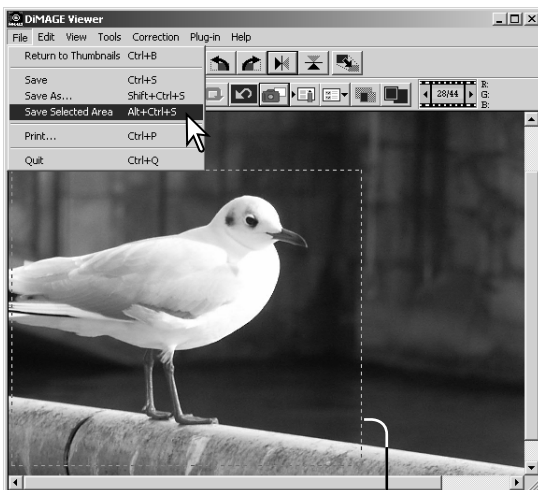 DiMAGE Viewer
File Edit View Tools Correction Plug-in Help
Return to Thumbnails Ctrl+B
Save Ctrl+S
Save As... Shift+Ctrl+S
Save Selected Area Alt+Ctrl+S
Print... Ctrl+P
Quit Ctrl+Q
28/44
R:
G:
B: